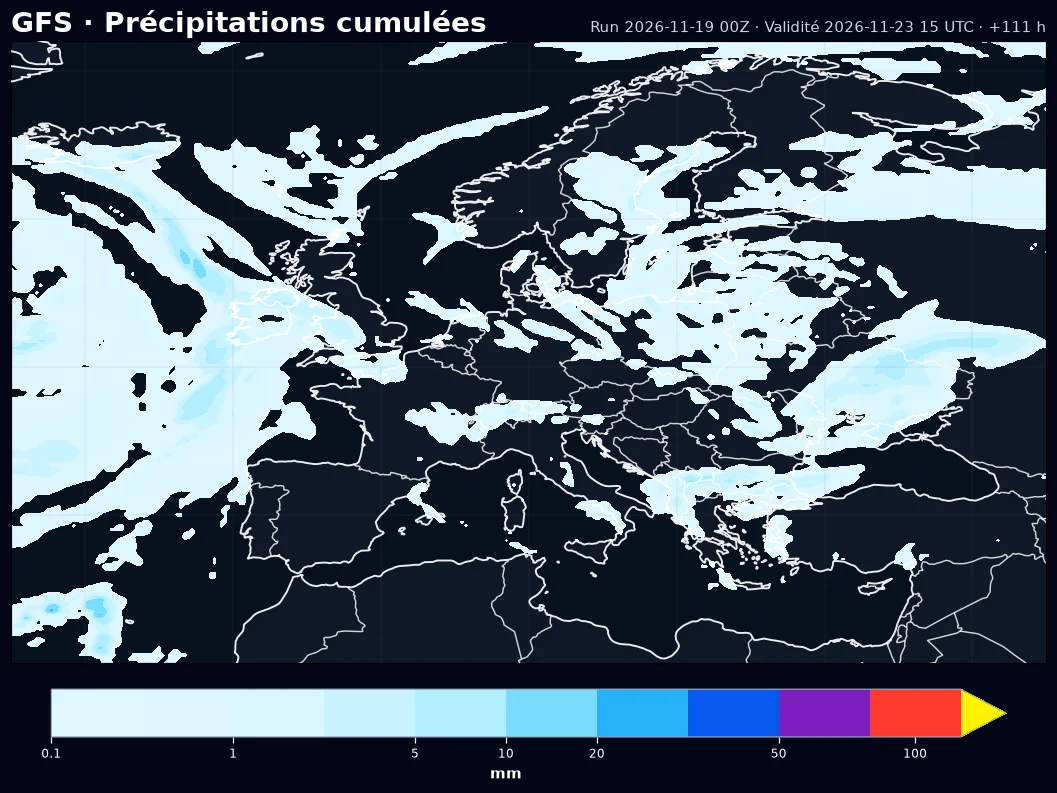 GFS · Précipitations cumulées
Run 2026-11-19 00Z · Validité 2026-11-23 15 UTC · +111 h
0.1 1 5 10 20 50 100
mm